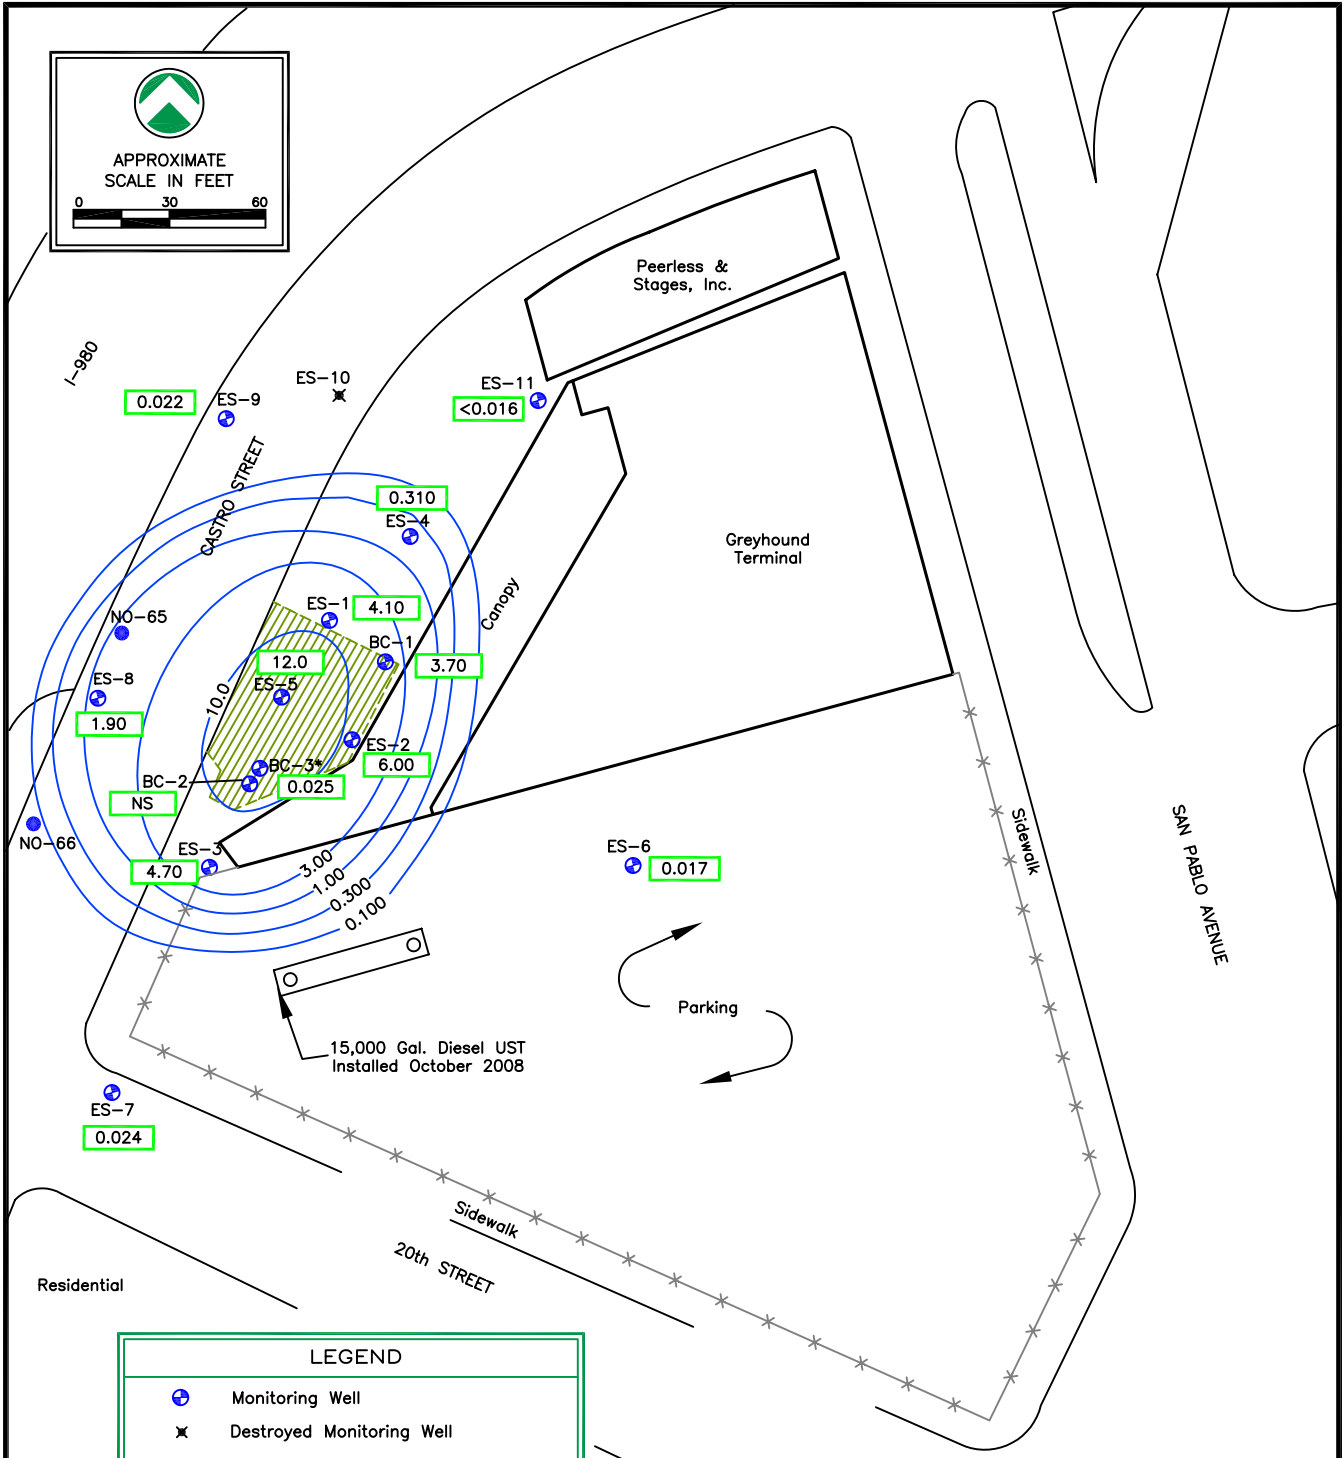 APPROXIMATE
SCALE IN FEET
0 30 60
Peerless &
Stages, Inc.
I-980
ES-10
ES-11
0.022
ES-9
<0.016
CASTRO STREET
0.310
ES-4
Greyhound
Terminal
Canopy
ES-1
4.10
NO-65
BC-1
12.0
3.70
ES-8
ES-5
10.0
1.90
ES-2
6.00
BC-3*
BC-2
0.025
NS
NO-66
ES-3
4.70
3.00
1.00
0.300
0.100
ES-6
0.017
Sidewalk
SAN PABLO AVENUE
Parking
15,000 Gal. Diesel UST
Installed October 2008
ES-7
0.024
Sidewalk
20th STREET
Residential
LEGEND
Monitoring Well
Destroyed Monitoring Well